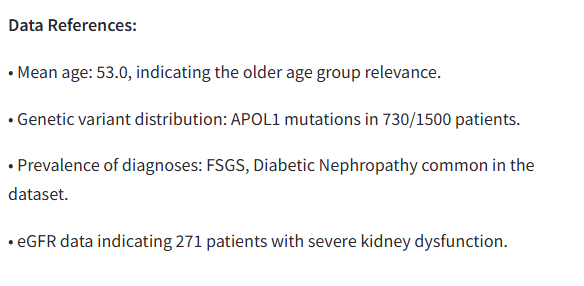 Data References:
• Mean age: 53.0, indicating the older age group relevance.
• Genetic variant distribution: APOL1 mutations in 730/1500 patients.
• Prevalence of diagnoses: FSGS, Diabetic Nephropathy common in the
dataset.
• eGFR data indicating 271 patients with severe kidney dysfunction.